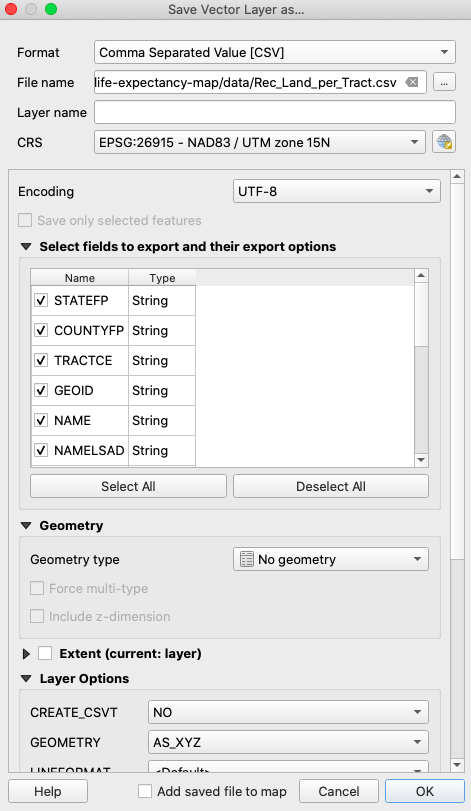 Save Vector Layer as...
Format Comma Separated Value [CSV]
File name life-expectancy-map/data/Rec_Land_per_Tract.csv ...
Layer name
CRS EPSG:26915 - NAD83 / UTM zone 15N
Encoding UTF-8
Save only selected features
Select fields to export and their export options
Name Type
STATEFP String
COUNTYFP String
TRACTCE String
GEOID String
NAME String
NAMELSAD String
Select All Deselect All
Geometry
Geometry type No geometry
Force multi-type
Include z-dimension
Extent (current: layer)
Layer Options
CREATE_CSVT NO
GEOMETRY AS_XYZ
LINEFORMAT <Default>
Help Add saved file to map Cancel OK